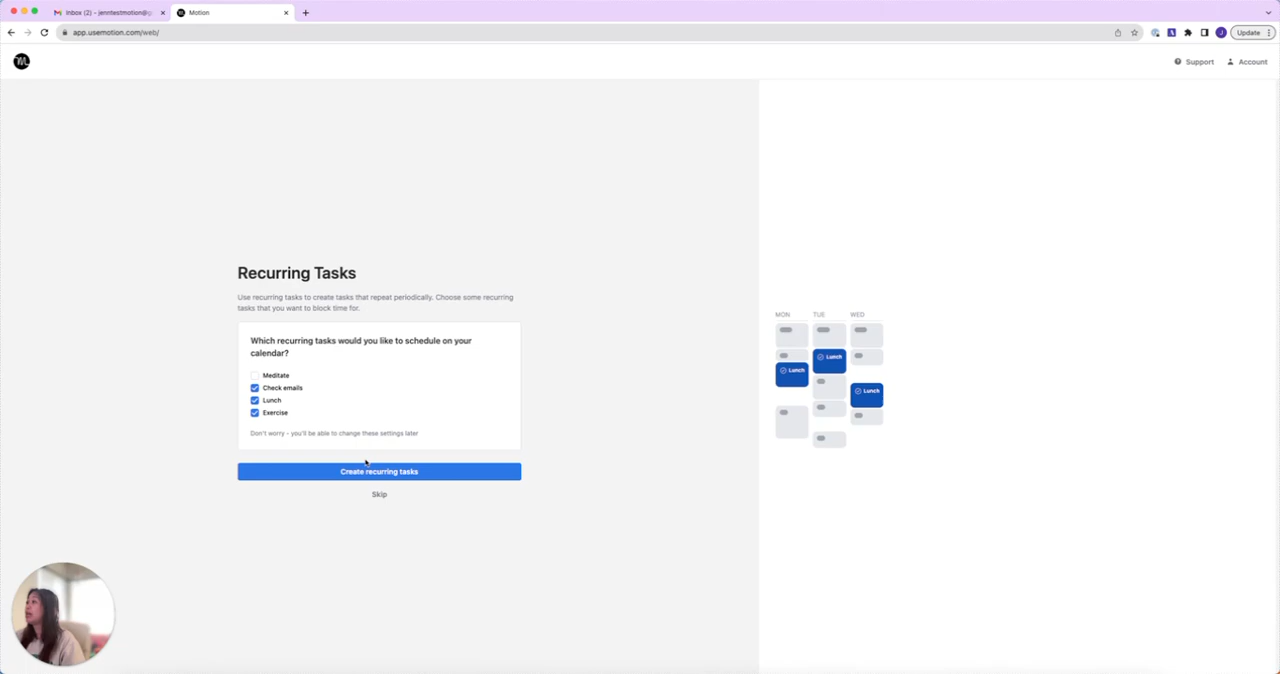 Inbox (2) - jenntestmotion@g
Motion
app.usemotion.com/web/
Update
Support
Account
Recurring Tasks
Use recurring tasks to create tasks that repeat periodically. Choose some recurring
tasks that you want to block time for.
Which recurring tasks would you like to schedule on your
calendar?
Meditate
Check emails
Lunch
Exercise
Don't worry - you'll be able to change these settings later
Create recurring tasks
Skip
MON TUE WED
Lunch
Lunch
Lunch